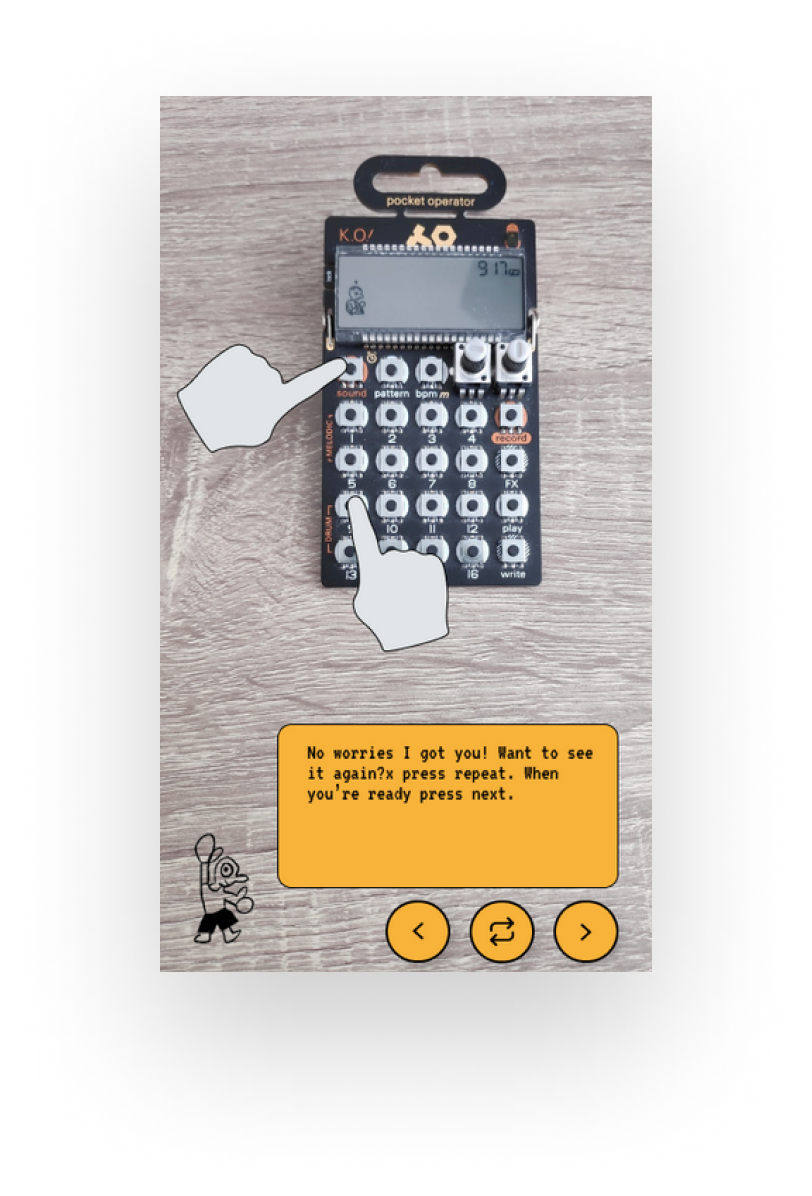 pocket operator
K.O!
917
sound pattern bpm m
MELODIC
1 2 3 4 record
5 6 7 8 FX
DRUM
9 10 11 12 play
13 16 write
No worries I got you! Want to see
it again?x press repeat. When
you're ready press next.